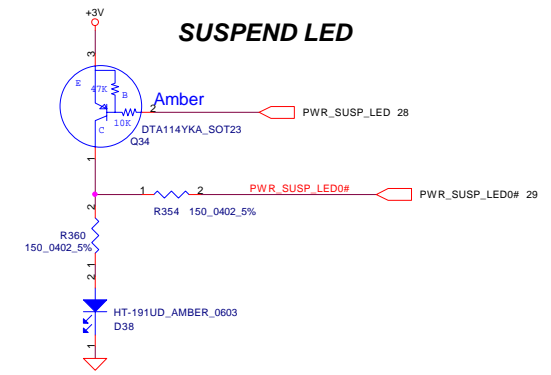 +3V
SUSPEND LED
3
E
47K
B
Amber
2
10K
PWR_SUSP_LED 28
C
DTA114YKA_SOT23
Q34
1
1
2
PWR_SUSP_LED0#
PWR_SUSP_LED0# 29
R354 150_0402_5%
2
R360
150_0402_5%
1
2
HT-191UD_AMBER_0603
D38
1